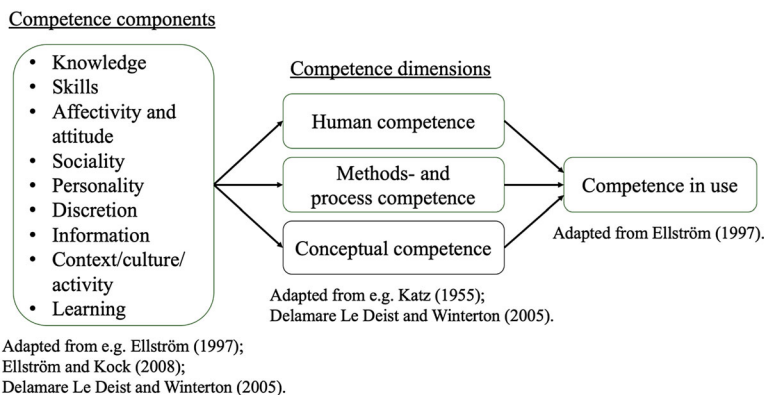 Competence components
• Knowledge
• Skills
• Affectivity and
attitude
• Sociality
• Personality
• Discretion
• Information
• Context/culture/
activity
• Learning
Adapted from e.g. Ellström (1997);
Ellström and Kock (2008);
Delamare Le Deist and Winterton (2005).
Competence dimensions
Human competence
Methods- and
process competence
Conceptual competence
Adapted from e.g. Katz (1955);
Delamare Le Deist and Winterton (2005).
Competence in use
Adapted from Ellström (1997).